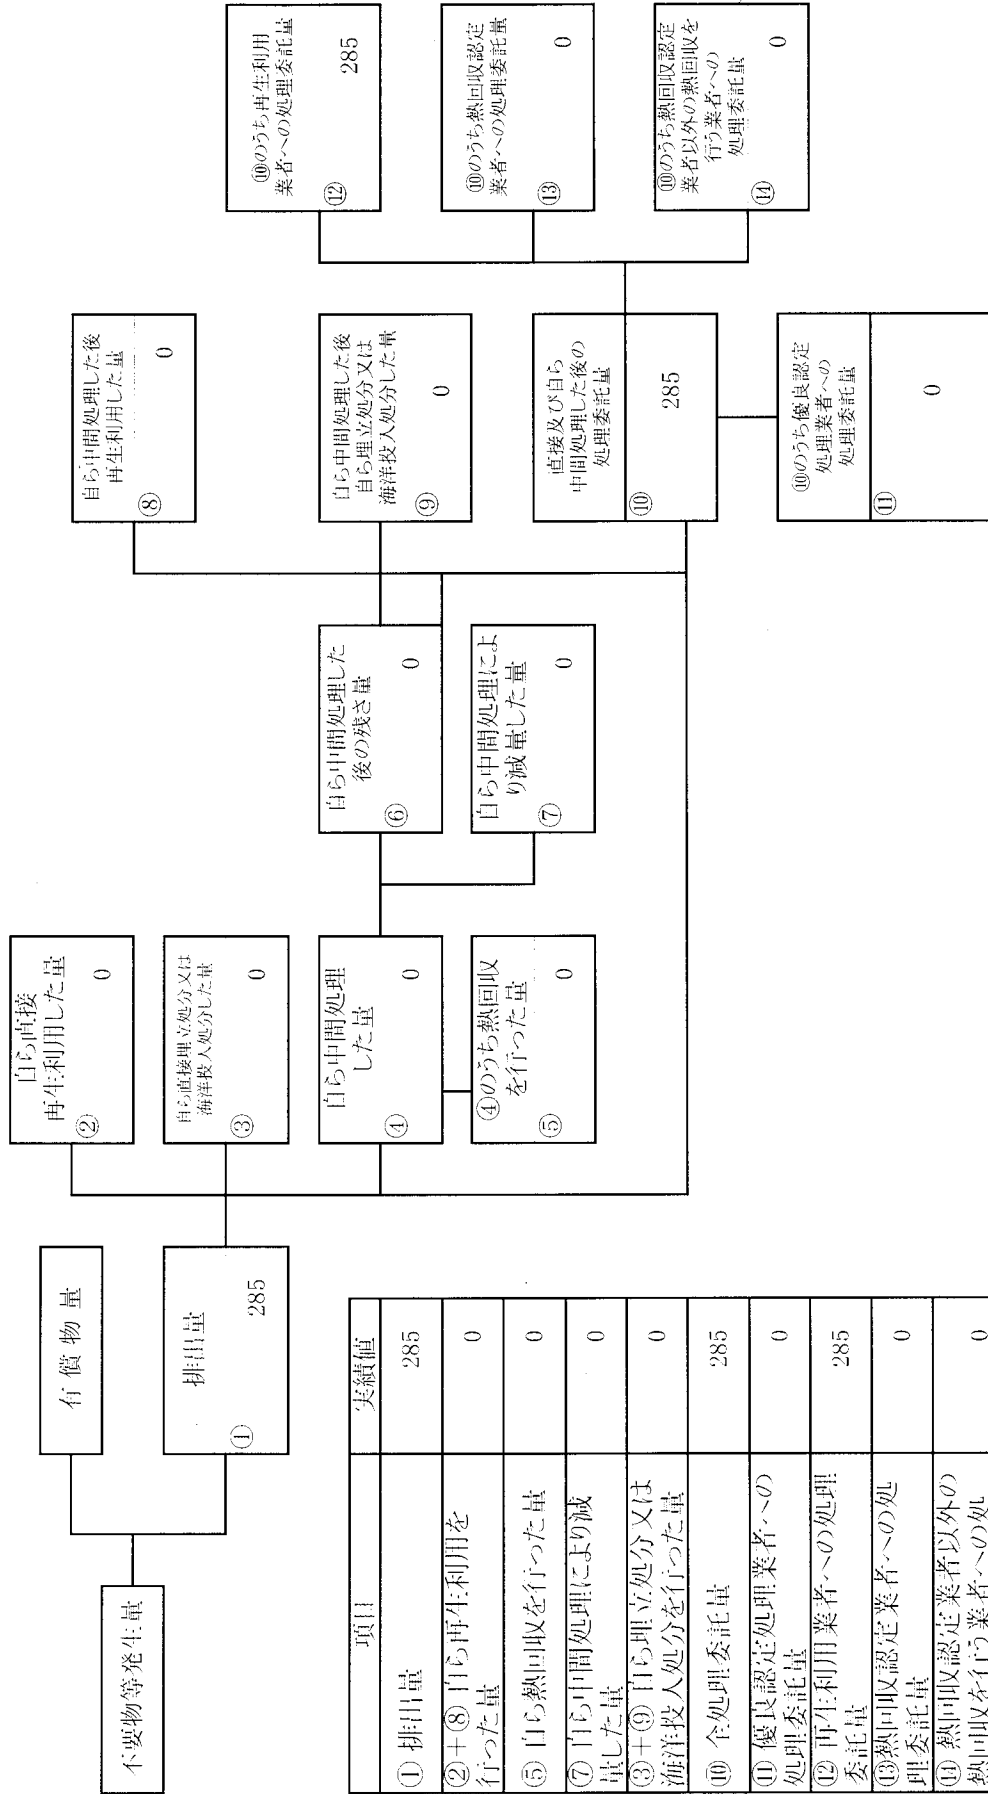 不要物等発生量
有償物量
排出量
①
285
自ら直接
再生利用した量
②
0
自ら直接埋立処分又は
海洋投入処分した量
③
0
自ら中間処理
した量
④
0
④のうち熱回収
を行った量
⑤
0
自ら中間処理した
後の残さ量
⑥
0
自ら中間処理によ
り減量した量
⑦
0
自ら中間処理した後
再生利用した量
⑧
0
自ら中間処理した後
自ら埋立処分又は
海洋投入処分した量
⑨
0
直接及び自ら
中間処理した後の
処理委託量
⑩
285
⑩のうち優良認定
処理業者への
処理委託量
⑪
0
⑩のうち再生利用
業者への処理委託量
⑫
285
⑩のうち熱回収認定
業者への処理委託量
⑬
0
⑩のうち熱回収認定
業者以外の熱回収を
行う業者への
処理委託量
⑭
0
項目 実績値
①排出量 285
②+⑧ 自ら再生利用を
行った量 0
⑤ 自ら熱回収を行った量 0
⑦ 自ら中間処理により減
量した量 0
③+⑨ 自ら埋立処分又は
海洋投入処分を行った量 0
⑩ 全処理委託量 285
⑪ 優良認定処理業者への
処理委託量 0
⑫ 再生利用業者への処理
委託量 285
⑬熱回収認定業者への処
理委託量 0
⑭ 熱回収認定業者以外の
熱回収を行う業者への処 0